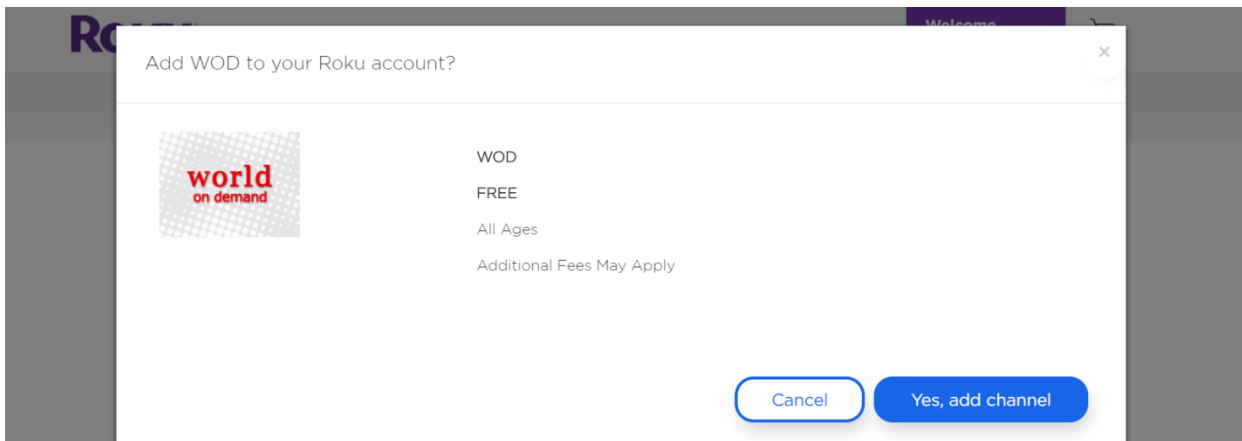 Welcome
Add WOD to your Roku account?
×
world
on demand
WOD
FREE
All Ages
Additional Fees May Apply
Cancel
Yes, add channel